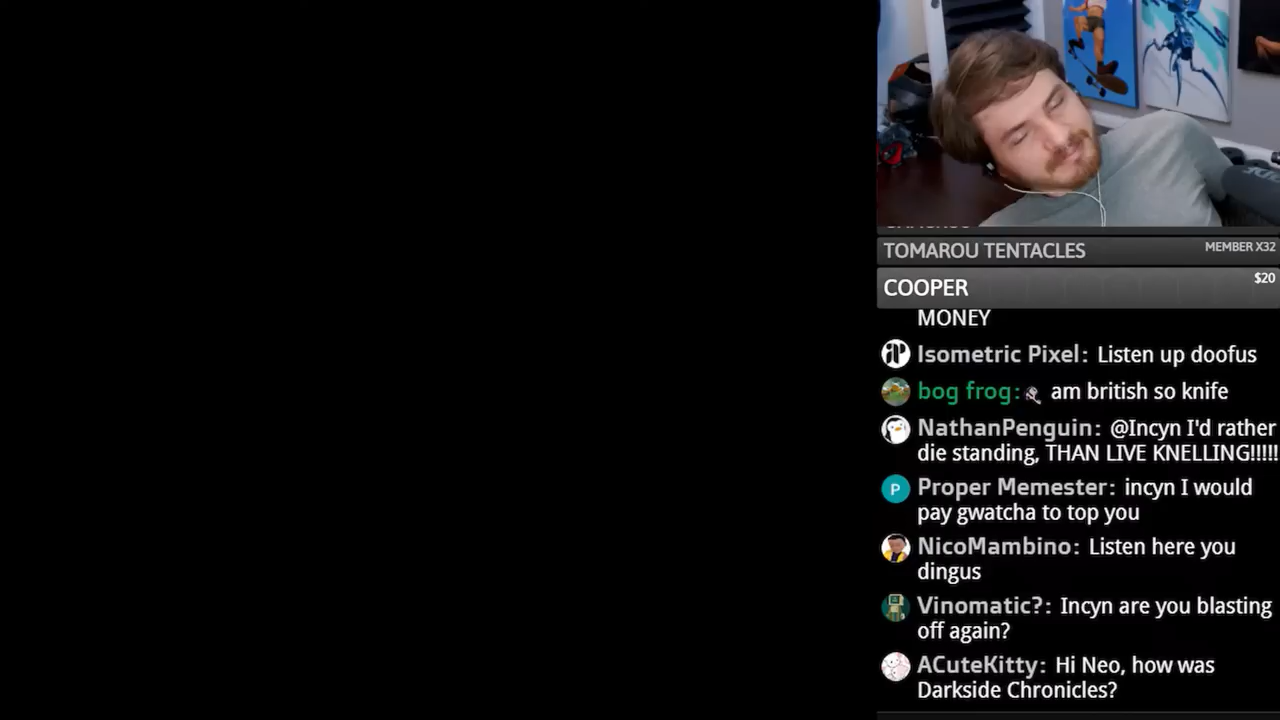 TOMAROU TENTACLES
MEMBER X32
COOPER
$20
MONEY
Isometric Pixel: Listen up doofus
bog frog: am british so knife
NathanPenguin: @Incyn I'd rather
die standing, THAN LIVE KNELLING!!!!!
P Proper Memester: incyn I would
pay gwatcha to top you
NicoMambino: Listen here you
dingus
Vinomatic?: Incyn are you blasting
off again?
ACuteKitty: Hi Neo, how was
Darkside Chronicles?